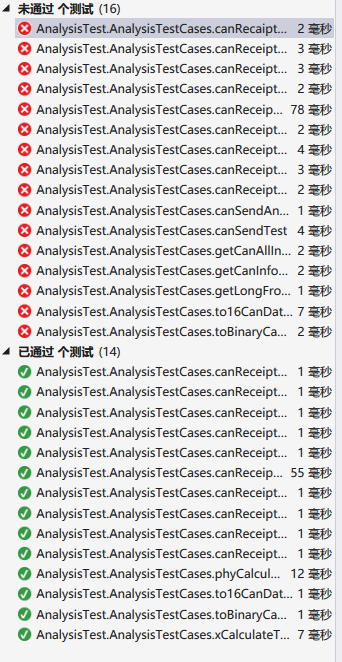 未通过 个测试 (16)
AnalysisTest.AnalysisTestCases.canRecaipt... 2 毫秒
AnalysisTest.AnalysisTestCases.canReceipt... 3 毫秒
AnalysisTest.AnalysisTestCases.canReceipt... 3 毫秒
AnalysisTest.AnalysisTestCases.canReceipt... 2 毫秒
AnalysisTest.AnalysisTestCases.canReceip... 78 毫秒
AnalysisTest.AnalysisTestCases.canReceipt... 2 毫秒
AnalysisTest.AnalysisTestCases.canReceipt... 4 毫秒
AnalysisTest.AnalysisTestCases.canReceipt... 3 毫秒
AnalysisTest.AnalysisTestCases.canReceipt... 2 毫秒
AnalysisTest.AnalysisTestCases.canSendAn... 1 毫秒
AnalysisTest.AnalysisTestCases.canSendTest 4 毫秒
AnalysisTest.AnalysisTestCases.getCanAllIn... 2 毫秒
AnalysisTest.AnalysisTestCases.getCanInfo... 2 毫秒
AnalysisTest.AnalysisTestCases.getLongFro... 1 毫秒
AnalysisTest.AnalysisTestCases.to16CanDat... 7 毫秒
AnalysisTest.AnalysisTestCases.toBinaryCa... 2 毫秒
已通过 个测试 (14)
AnalysisTest.AnalysisTestCases.canReceipt... 1 毫秒
AnalysisTest.AnalysisTestCases.canReceipt... 1 毫秒
AnalysisTest.AnalysisTestCases.canReceipt... 1 毫秒
AnalysisTest.AnalysisTestCases.canReceipt... 1 毫秒
AnalysisTest.AnalysisTestCases.canReceipt... 1 毫秒
AnalysisTest.AnalysisTestCases.canReceip... 55 毫秒
AnalysisTest.AnalysisTestCases.canReceipt... 1 毫秒
AnalysisTest.AnalysisTestCases.canReceipt... 1 毫秒
AnalysisTest.AnalysisTestCases.canReceipt... 1 毫秒
AnalysisTest.AnalysisTestCases.canReceipt... 1 毫秒
AnalysisTest.AnalysisTestCases.phyCalcul... 12 毫秒
AnalysisTest.AnalysisTestCases.to16CanDat... 1 毫秒
AnalysisTest.AnalysisTestCases.toBinaryCa... 1 毫秒
AnalysisTest.AnalysisTestCases.xCalculateT... 7 毫秒